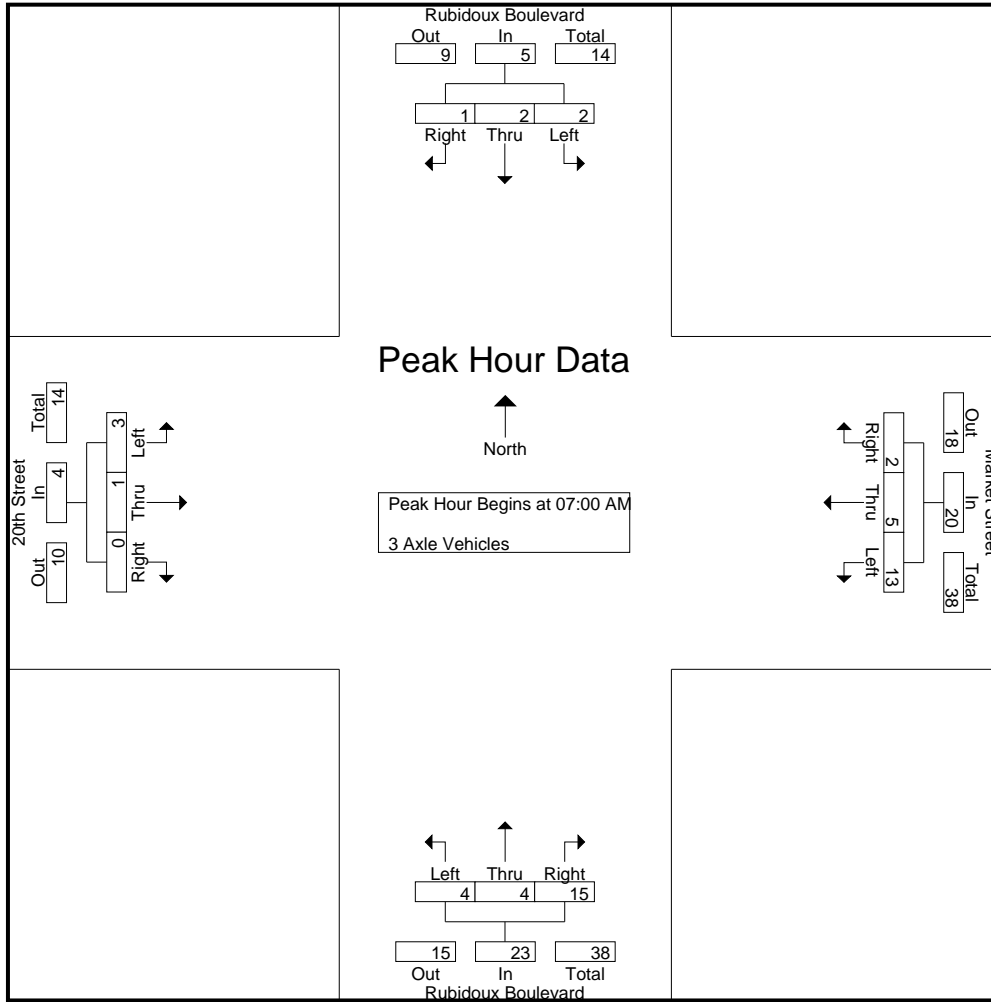 Rubidoux Boulevard
Out In Total
9 5 14
1 2 2
Right Thru Left
Peak Hour Data
North
Peak Hour Begins at 07:00 AM
3 Axle Vehicles
20th Street
Total In Out
14 4 10
3 1 0
Left Thru Right
Market Street
Out In Total
18 20 38
2 5 13
Right Thru Left
Left Thru Right
4 4 15
15 23 38
Out In Total
Rubidoux Boulevard